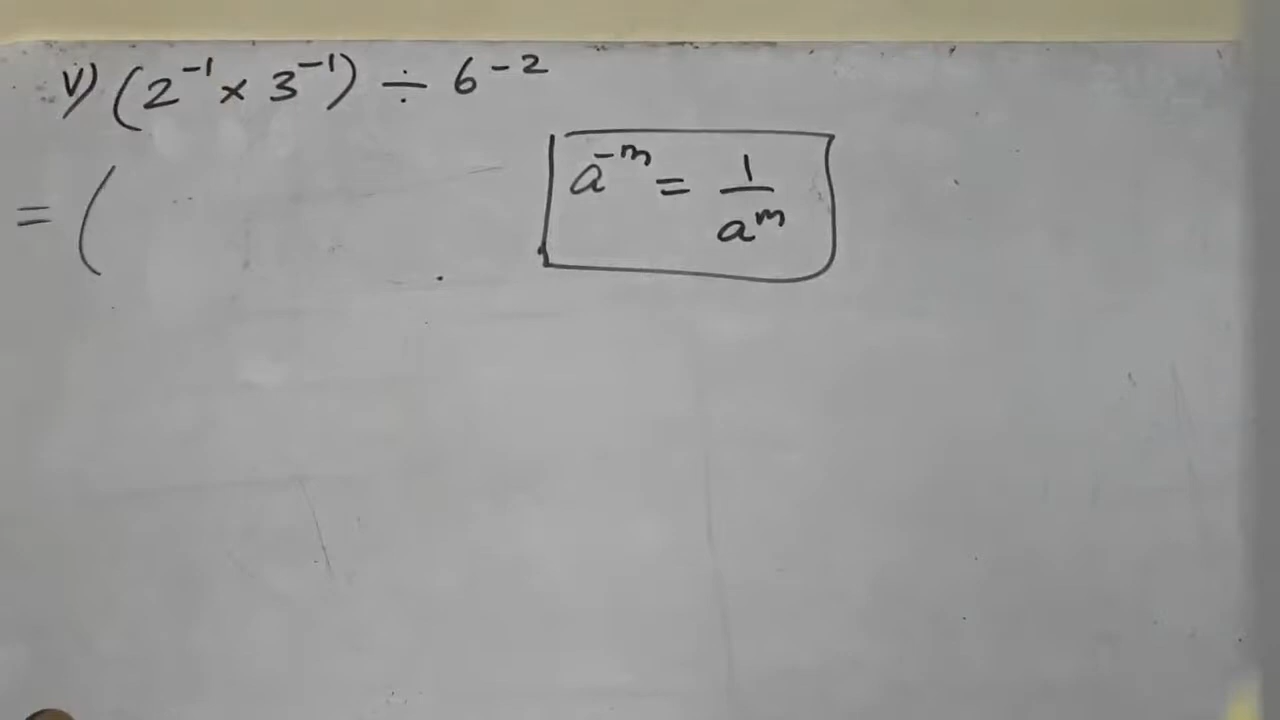 v) (2⁻¹ × 3⁻¹) ÷ 6⁻²
= (
a⁻ᵐ = 1/aᵐ